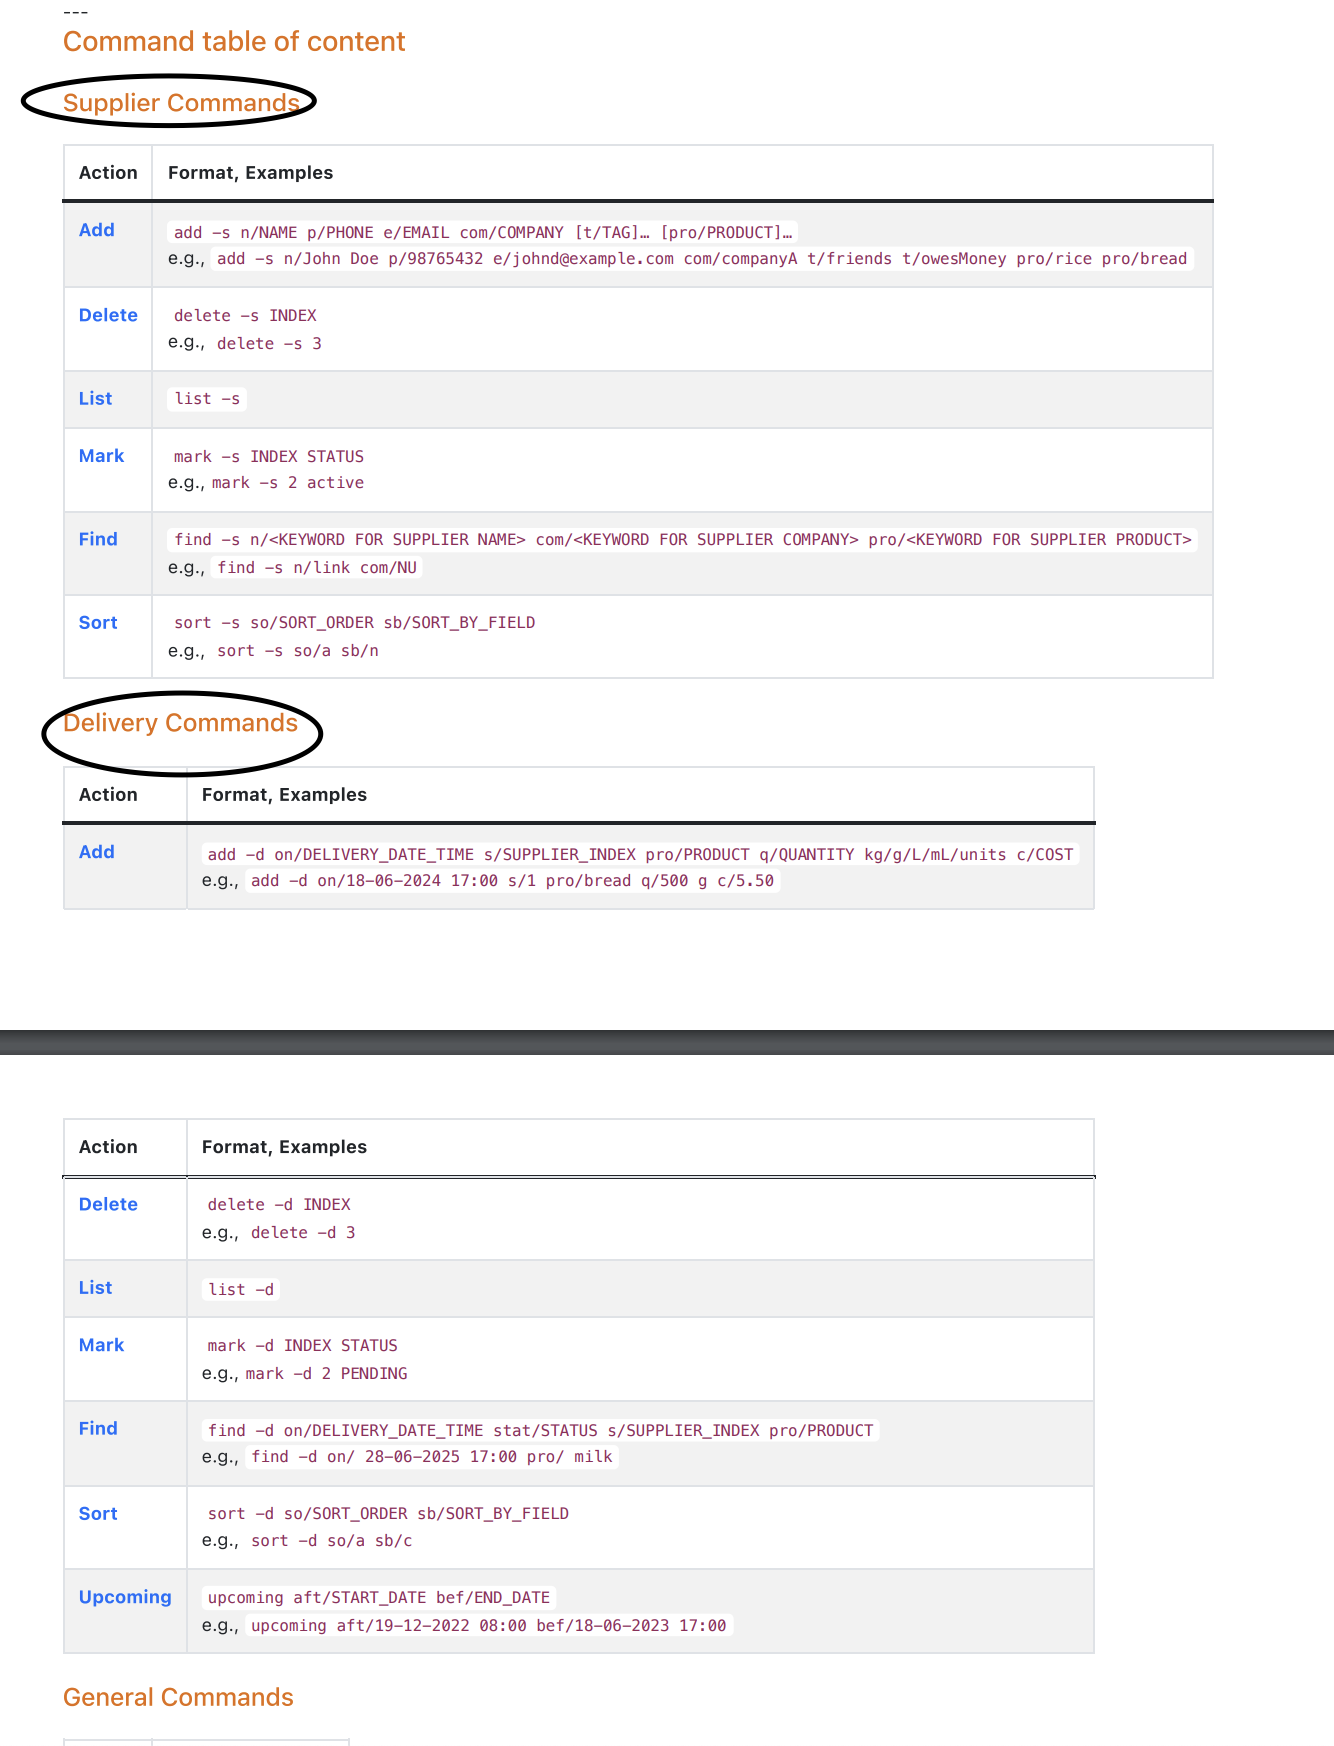 ---
Command table of content
Supplier Commands
Action Format, Examples
Add add -s n/NAME p/PHONE e/EMAIL com/COMPANY [t/TAG]… [pro/PRODUCT]…
e.g., add -s n/John Doe p/98765432 e/johnd@example.com com/companyA t/friends t/owesMoney pro/rice pro/bread
Delete delete -s INDEX
e.g., delete -s 3
List list -s
Mark mark -s INDEX STATUS
e.g., mark -s 2 active
Find find -s n/<KEYWORD FOR SUPPLIER NAME> com/<KEYWORD FOR SUPPLIER COMPANY> pro/<KEYWORD FOR SUPPLIER PRODUCT>
e.g., find -s n/link com/NU
Sort sort -s so/SORT_ORDER sb/SORT_BY_FIELD
e.g., sort -s so/a sb/n
Delivery Commands
Action Format, Examples
Add add -d on/DELIVERY_DATE_TIME s/SUPPLIER_INDEX pro/PRODUCT q/QUANTITY kg/g/L/mL/units c/COST
e.g., add -d on/18-06-2024 17:00 s/1 pro/bread q/500 g c/5.50
Action Format, Examples
Delete delete -d INDEX
e.g., delete -d 3
List list -d
Mark mark -d INDEX STATUS
e.g., mark -d 2 PENDING
Find find -d on/DELIVERY_DATE_TIME stat/STATUS s/SUPPLIER_INDEX pro/PRODUCT
e.g., find -d on/ 28-06-2025 17:00 pro/ milk
Sort sort -d so/SORT_ORDER sb/SORT_BY_FIELD
e.g., sort -d so/a sb/c
Upcoming upcoming aft/START_DATE bef/END_DATE
e.g., upcoming aft/19-12-2022 08:00 bef/18-06-2023 17:00
General Commands